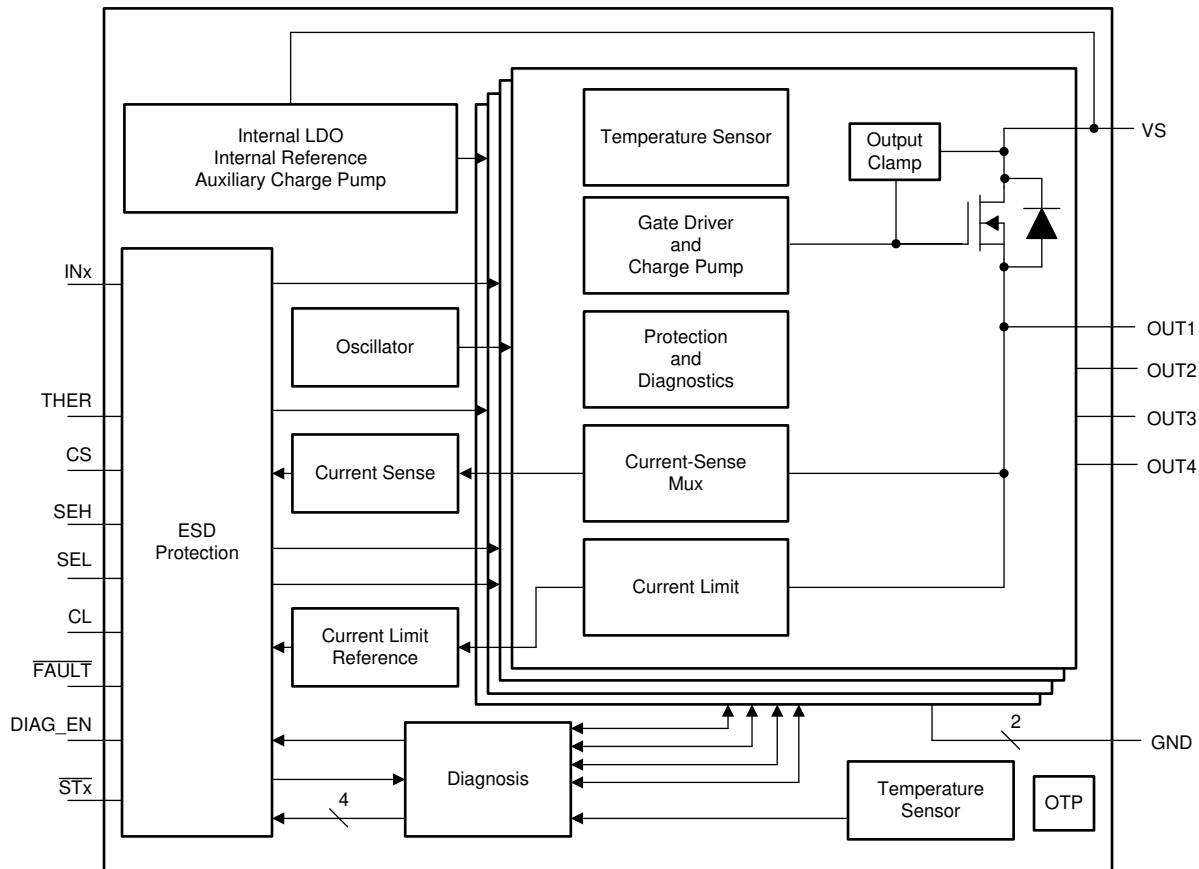 Internal LDO
Internal Reference
Auxiliary Charge Pump
Temperature Sensor
Output
Clamp
VS
Gate Driver
and
Charge Pump
INx
Oscillator
Protection
and
Diagnostics
OUT1
OUT2
OUT3
OUT4
THER
CS
SEH
SEL
CL
FAULT
DIAG_EN
STx
ESD
Protection
Current Sense
Current-Sense
Mux
Current Limit
Current Limit
Reference
2
GND
Diagnosis
4
Temperature
Sensor
OTP